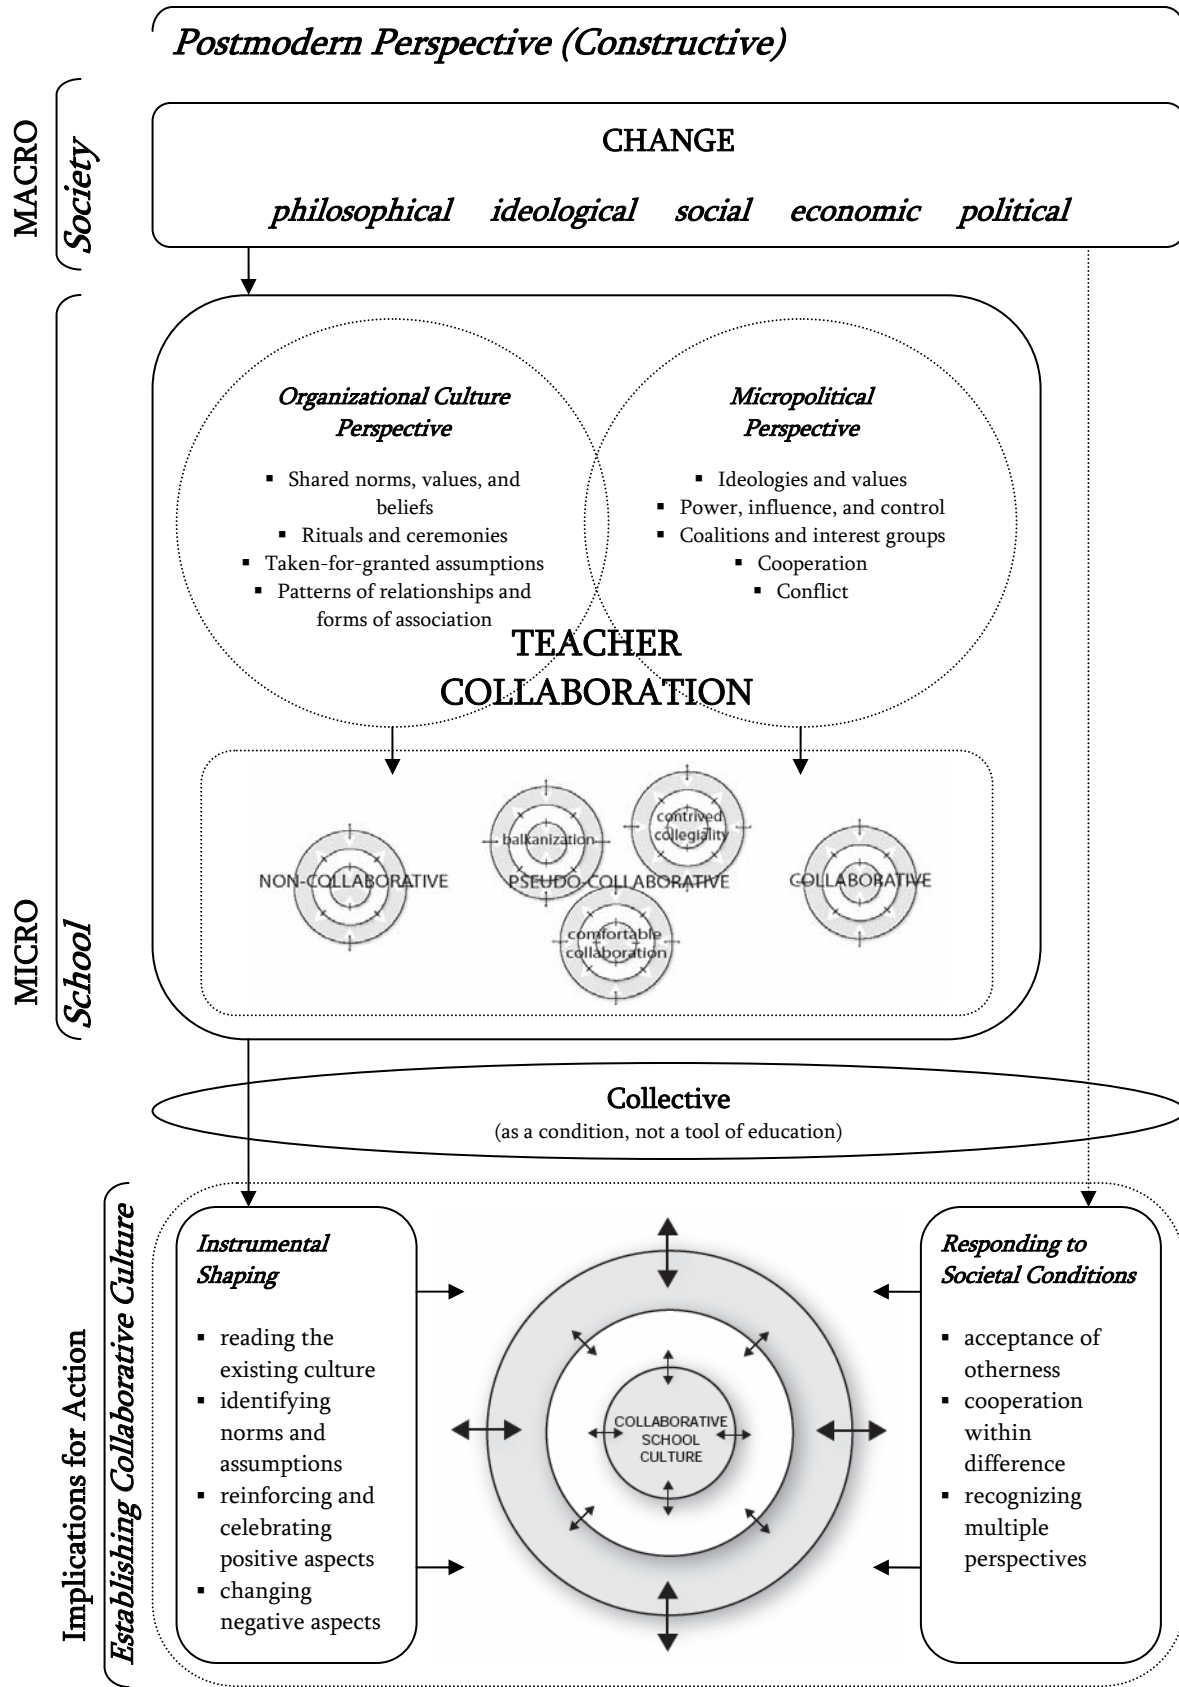 Postmodern Perspective (Constructive)
MACRO
Society
CHANGE
philosophical ideological social economic political
MICRO
School
Organizational Culture
Perspective
▪ Shared norms, values, and
beliefs
▪ Rituals and ceremonies
▪ Taken-for-granted assumptions
▪ Patterns of relationships and
forms of association
Micropolitical
Perspective
▪ Ideologies and values
▪ Power, influence, and control
▪ Coalitions and interest groups
▪ Cooperation
▪ Conflict
TEACHER
COLLABORATION
NON-COLLABORATIVE
balkanization
contrived
collegiality
PSEUDO-COLLABORATIVE
comfortable
collaboration
COLLABORATIVE
Collective
(as a condition, not a tool of education)
Implications for Action
Establishing Collaborative Culture
Instrumental
Shaping
▪ reading the
existing culture
▪ identifying
norms and
assumptions
▪ reinforcing and
celebrating
positive aspects
▪ changing
negative aspects
COLLABORATIVE
SCHOOL
CULTURE
Responding to
Societal Conditions
▪ acceptance of
otherness
▪ cooperation
within
difference
▪ recognizing
multiple
perspectives